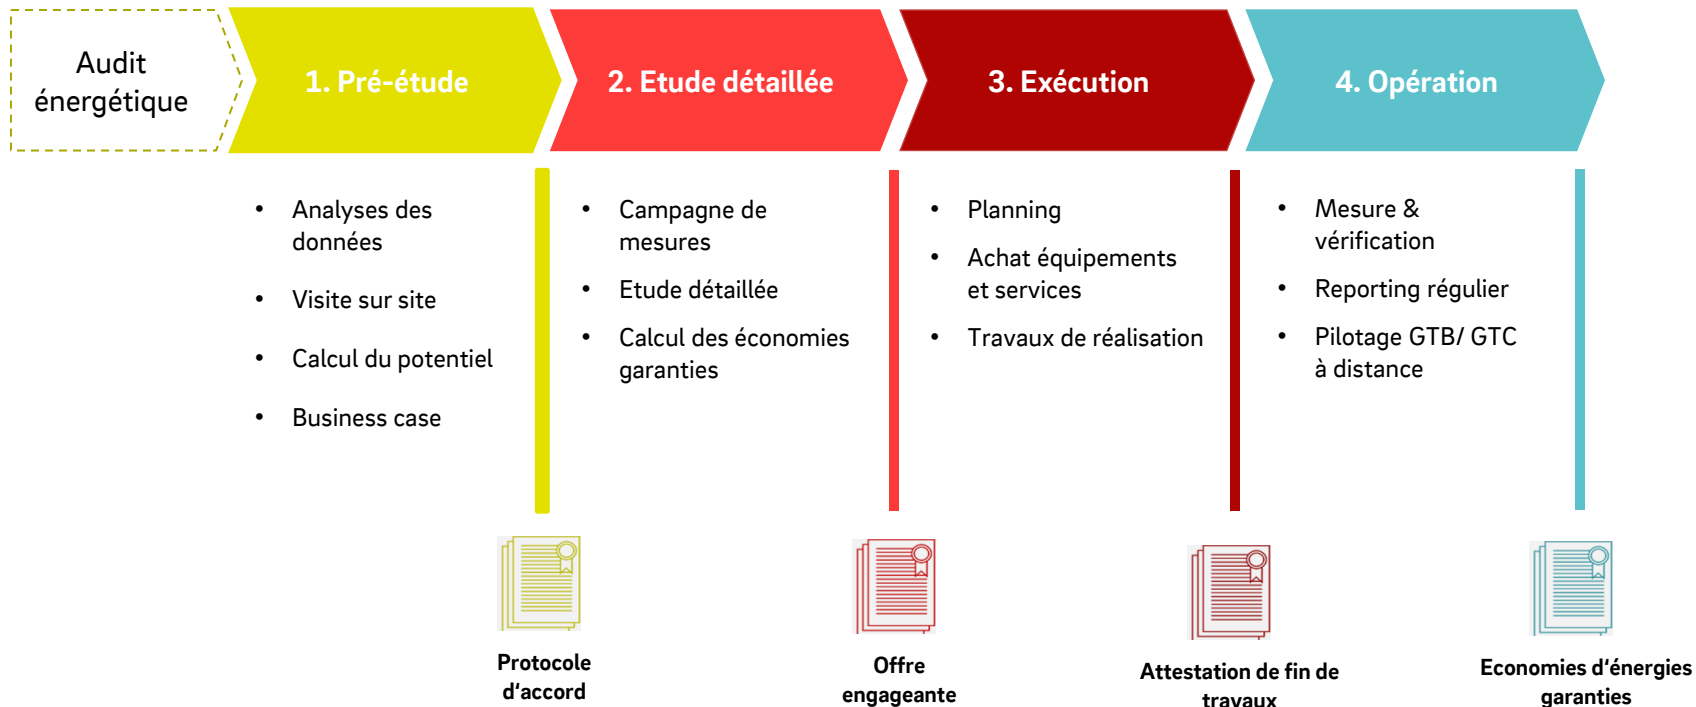 Audit
énergétique
1. Pré-étude
2. Etude détaillée
3. Exécution
4. Opération
• Analyses des
données
• Visite sur site
• Calcul du potentiel
• Business case
• Campagne de
mesures
• Etude détaillée
• Calcul des économies
garanties
• Planning
• Achat équipements
et services
• Travaux de réalisation
• Mesure &
vérification
• Reporting régulier
• Pilotage GTB/ GTC
à distance
Protocole
d‘accord
Offre
engageante
Attestation de fin de
travaux
Economies d‘énergies
garanties